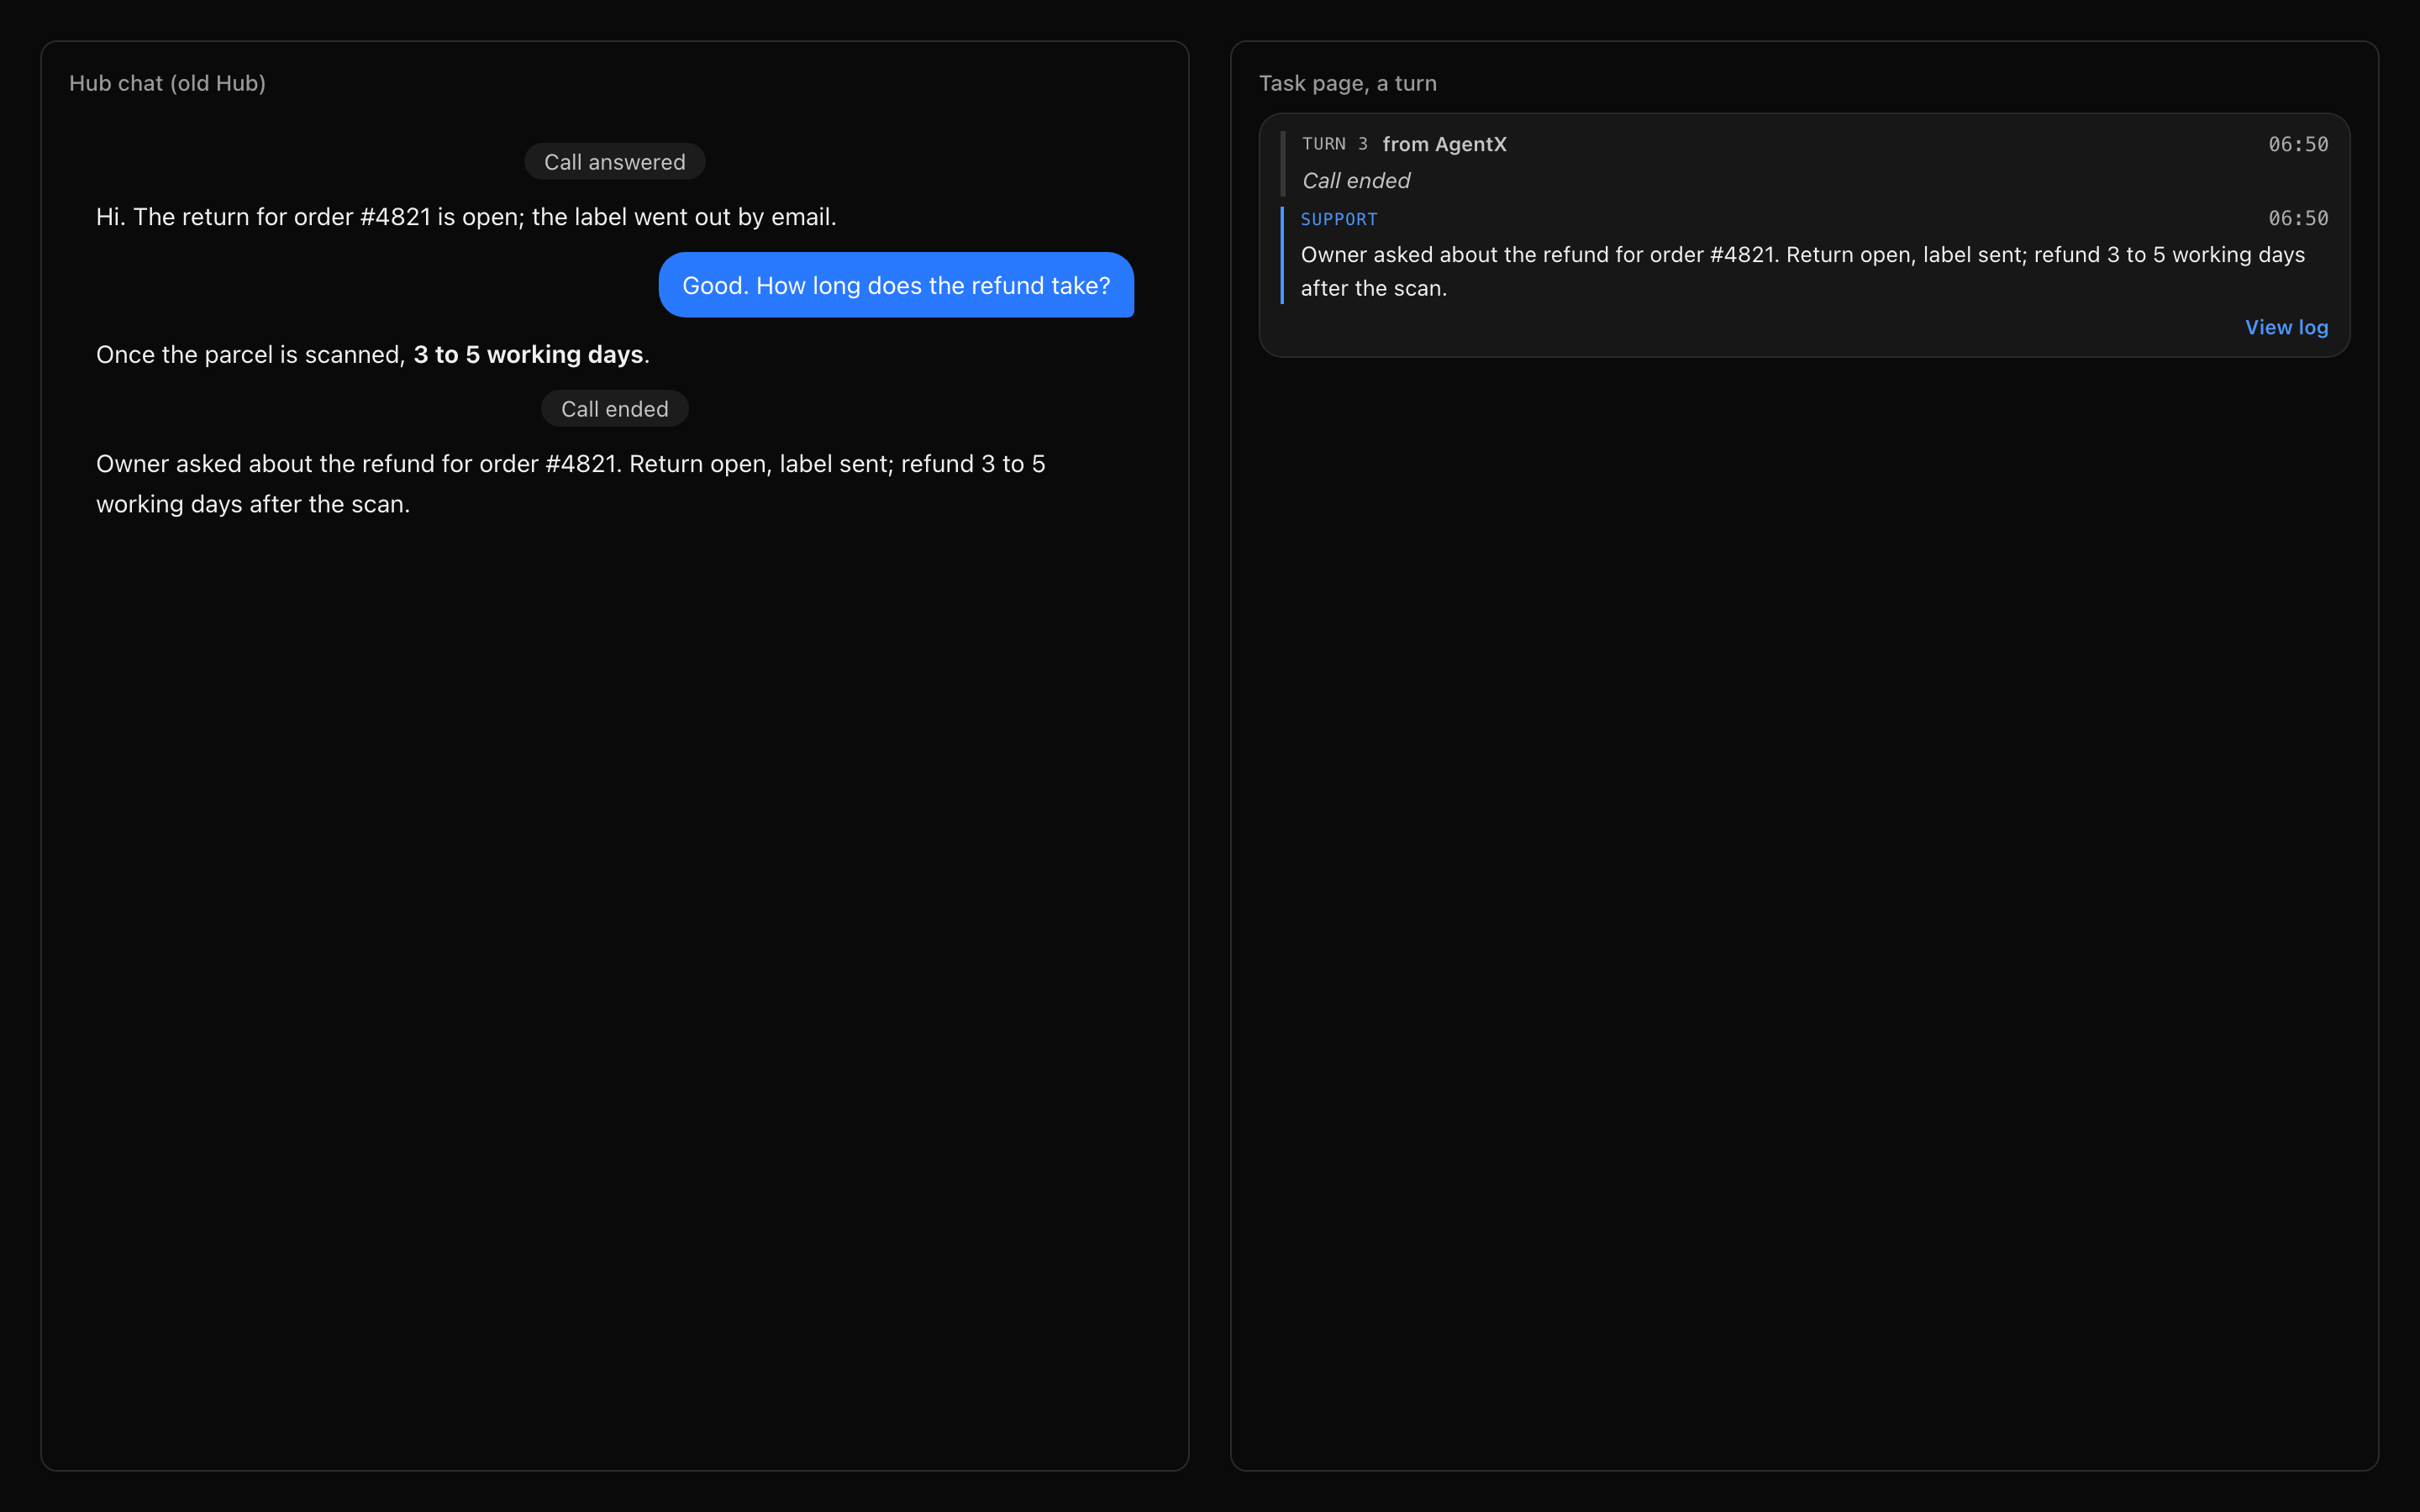 Hub chat (old Hub)
Call answered
Hi. The return for order #4821 is open; the label went out by email.
Good. How long does the refund take?
Once the parcel is scanned, 3 to 5 working days.
Call ended
Owner asked about the refund for order #4821. Return open, label sent; refund 3 to 5
working days after the scan.
Task page, a turn
TURN 3 from AgentX 06:50
Call ended
SUPPORT 06:50
Owner asked about the refund for order #4821. Return open, label sent; refund 3 to 5 working days
after the scan.
View log